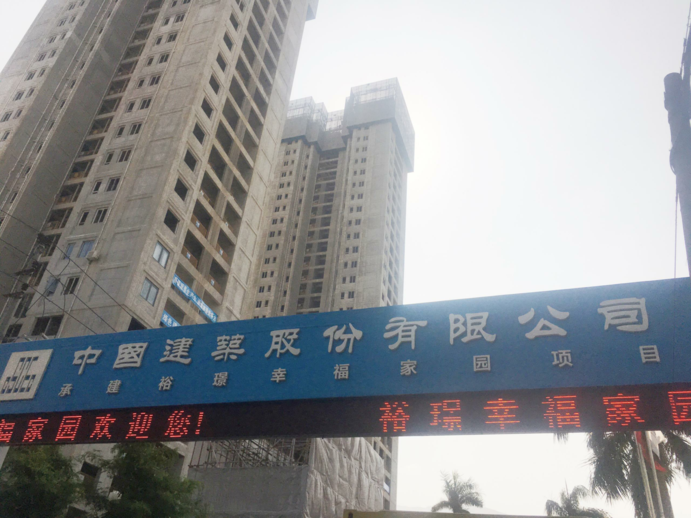 中國建築股份有限公司
承建裕璟幸福家园项目
福家园欢迎您! 裕璟幸福家园